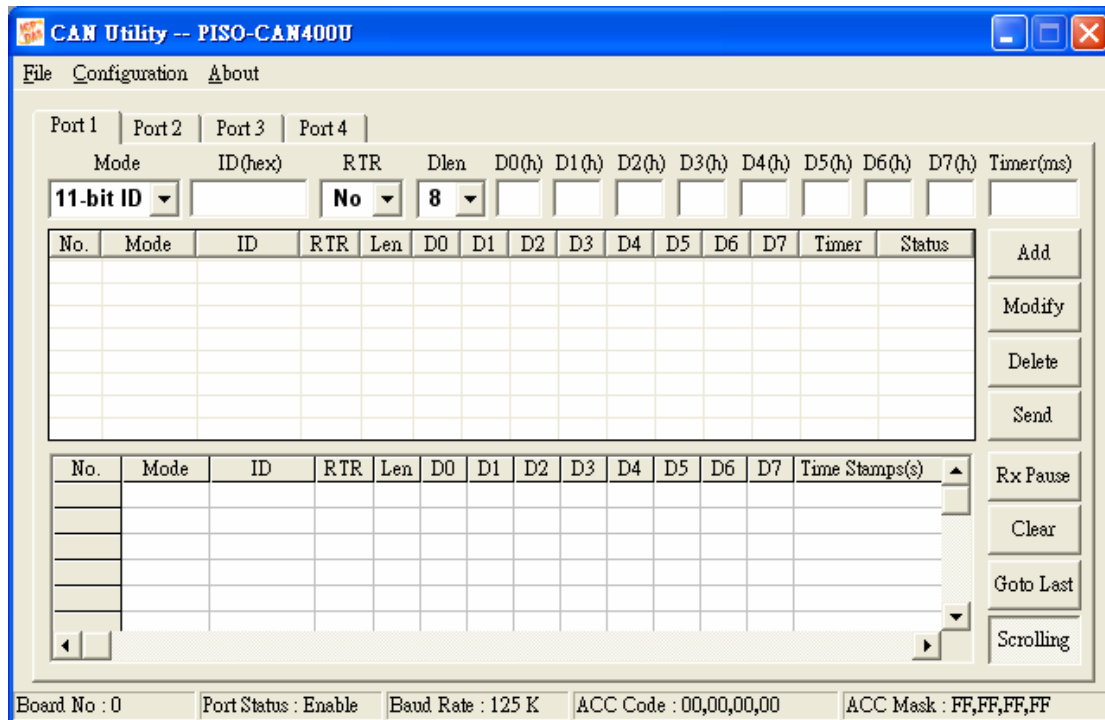 CAN Utility -- PISO-CAN400U
File Configuration About
Port 1 Port 2 Port 3 Port 4
Mode ID(hex) RTR Dlen D0(h) D1(h) D2(h) D3(h) D4(h) D5(h) D6(h) D7(h) Timer(ms)
11-bit ID No 8
No. Mode ID RTR Len D0 D1 D2 D3 D4 D5 D6 D7 Timer Status
Add
Modify
Delete
Send
No. Mode ID RTR Len D0 D1 D2 D3 D4 D5 D6 D7 Time Stamps(s)
Rx Pause
Clear
Goto Last
Scrolling
Board No : 0 Port Status : Enable Baud Rate : 125 K ACC Code : 00,00,00,00 ACC Mask : FF,FF,FF,FF